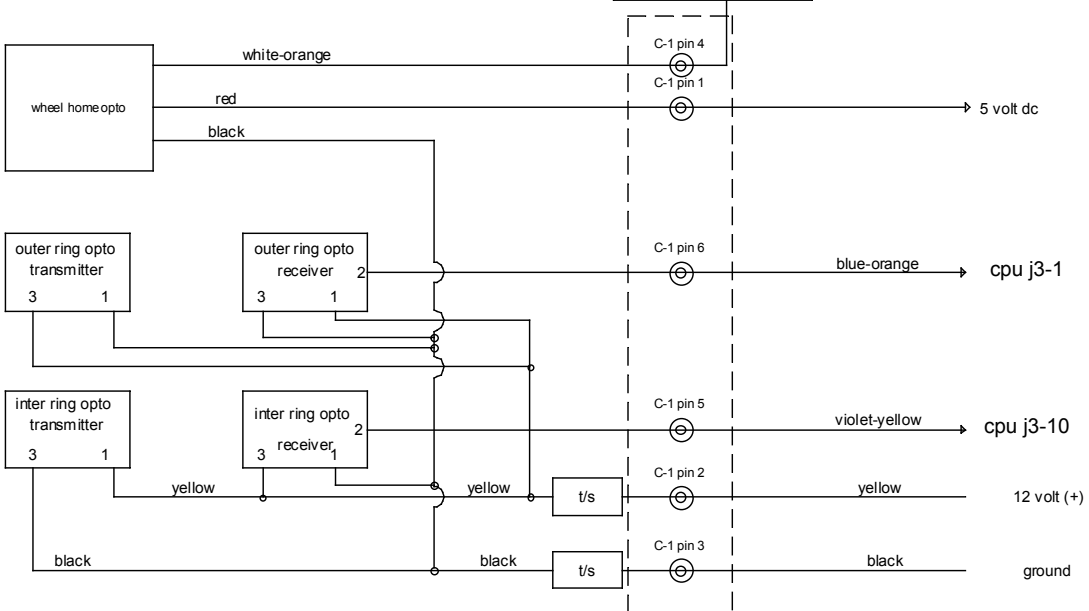 C-1 pin 4
white-orange
C-1 pin 1
wheel home opto
red
5 volt dc
black
outer ring opto
transmitter
3 1
outer ring opto
receiver
2
3 1
C-1 pin 6
blue-orange
cpu j3-1
inter ring opto
transmitter
3 1
inter ring opto
receiver
2
3 1
C-1 pin 5
violet-yellow
cpu j3-10
yellow
yellow
t/s
C-1 pin 2
yellow
12 volt (+)
black
black
t/s
C-1 pin 3
black
ground